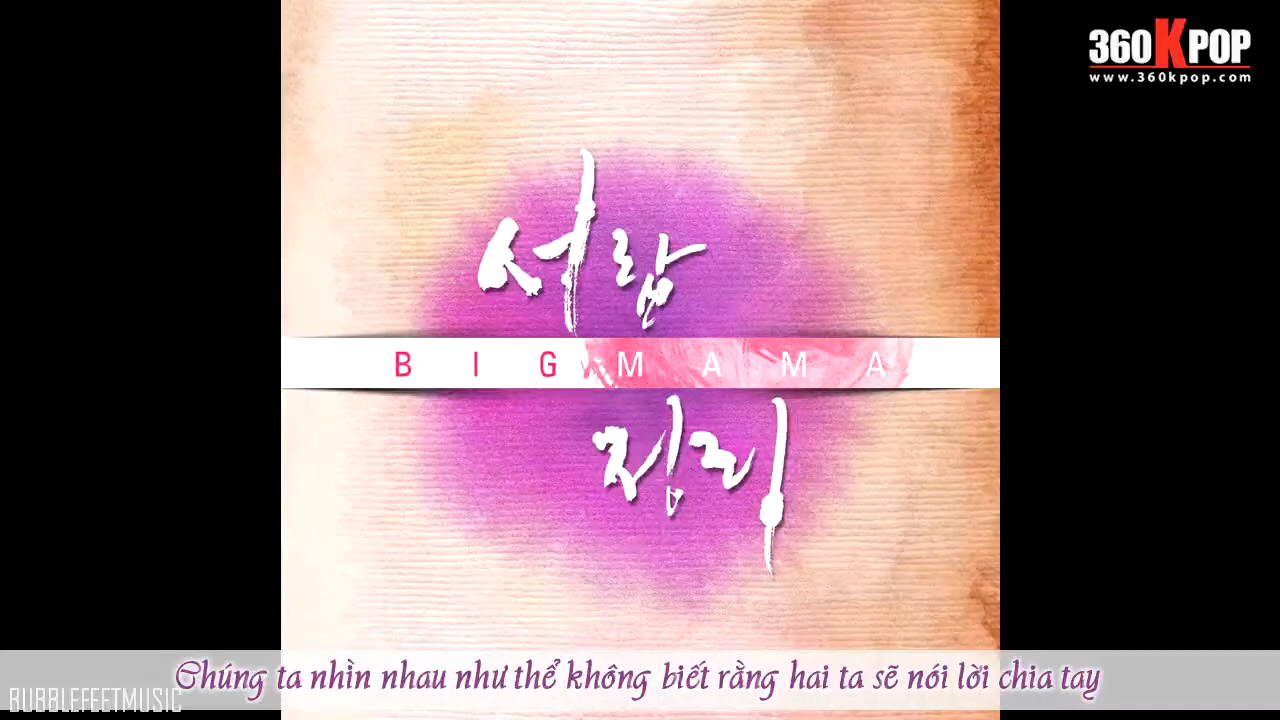 360KPOP
www.360kpop.com
서랍
BIGMAMA
정리
Chúng ta nhìn nhau như thể không biết rằng hai ta sẽ nói lời chia tay
BUBBLEFEETMUSIC